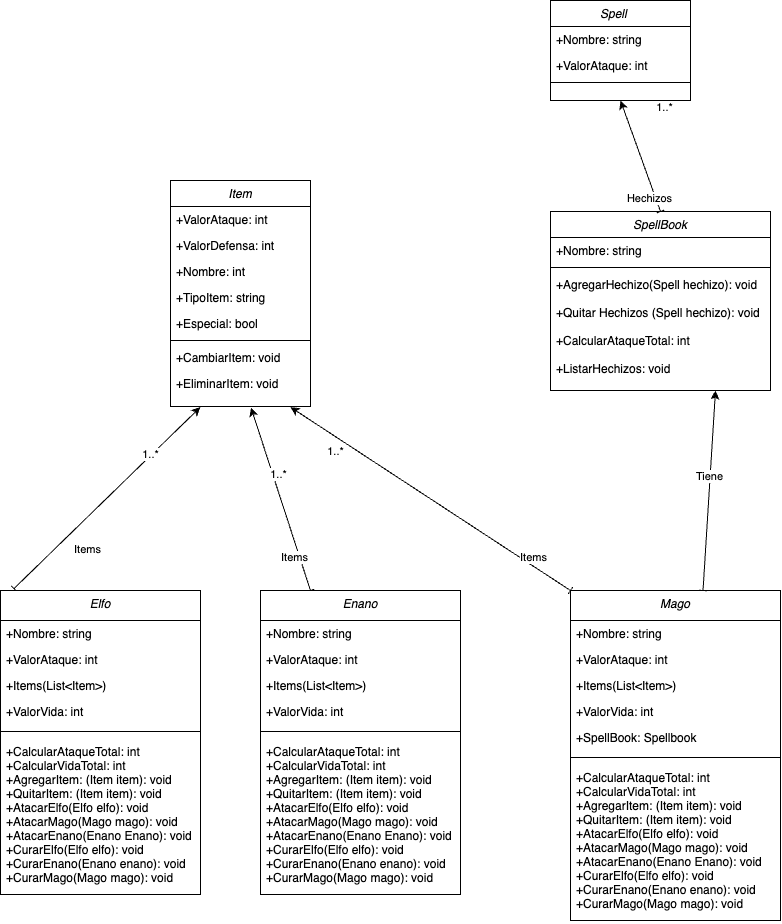 Spell
+Nombre: string
+ValorAtaque: int
1..*
Hechizos
SpellBook
+Nombre: string
+AgregarHechizo(Spell hechizo): void
+Quitar Hechizos (Spell hechizo): void
+CalcularAtaqueTotal: int
+ListarHechizos: void
Item
+ValorAtaque: int
+ValorDefensa: int
+Nombre: int
+TipoItem: string
+Especial: bool
+CambiarItem: void
+EliminarItem: void
1..*
1..*
1..*
Tiene
Items
Items
Items
Elfo
+Nombre: string
+ValorAtaque: int
+Items(List<Item>)
+ValorVida: int
+CalcularAtaqueTotal: int
+CalcularVidaTotal: int
+AgregarItem: (Item item): void
+QuitarItem: (Item item): void
+AtacarElfo(Elfo elfo): void
+AtacarMago(Mago mago): void
+AtacarEnano(Enano Enano): void
+CurarElfo(Elfo elfo): void
+CurarEnano(Enano enano): void
+CurarMago(Mago mago): void
Enano
+Nombre: string
+ValorAtaque: int
+Items(List<Item>)
+ValorVida: int
+CalcularAtaqueTotal: int
+CalcularVidaTotal: int
+AgregarItem: (Item item): void
+QuitarItem: (Item item): void
+AtacarElfo(Elfo elfo): void
+AtacarMago(Mago mago): void
+AtacarEnano(Enano Enano): void
+CurarElfo(Elfo elfo): void
+CurarEnano(Enano enano): void
+CurarMago(Mago mago): void
Mago
+Nombre: string
+ValorAtaque: int
+Items(List<Item>)
+ValorVida: int
+SpellBook: Spellbook
+CalcularAtaqueTotal: int
+CalcularVidaTotal: int
+AgregarItem: (Item item): void
+QuitarItem: (Item item): void
+AtacarElfo(Elfo elfo): void
+AtacarMago(Mago mago): void
+AtacarEnano(Enano Enano): void
+CurarElfo(Elfo elfo): void
+CurarEnano(Enano enano): void
+CurarMago(Mago mago): void